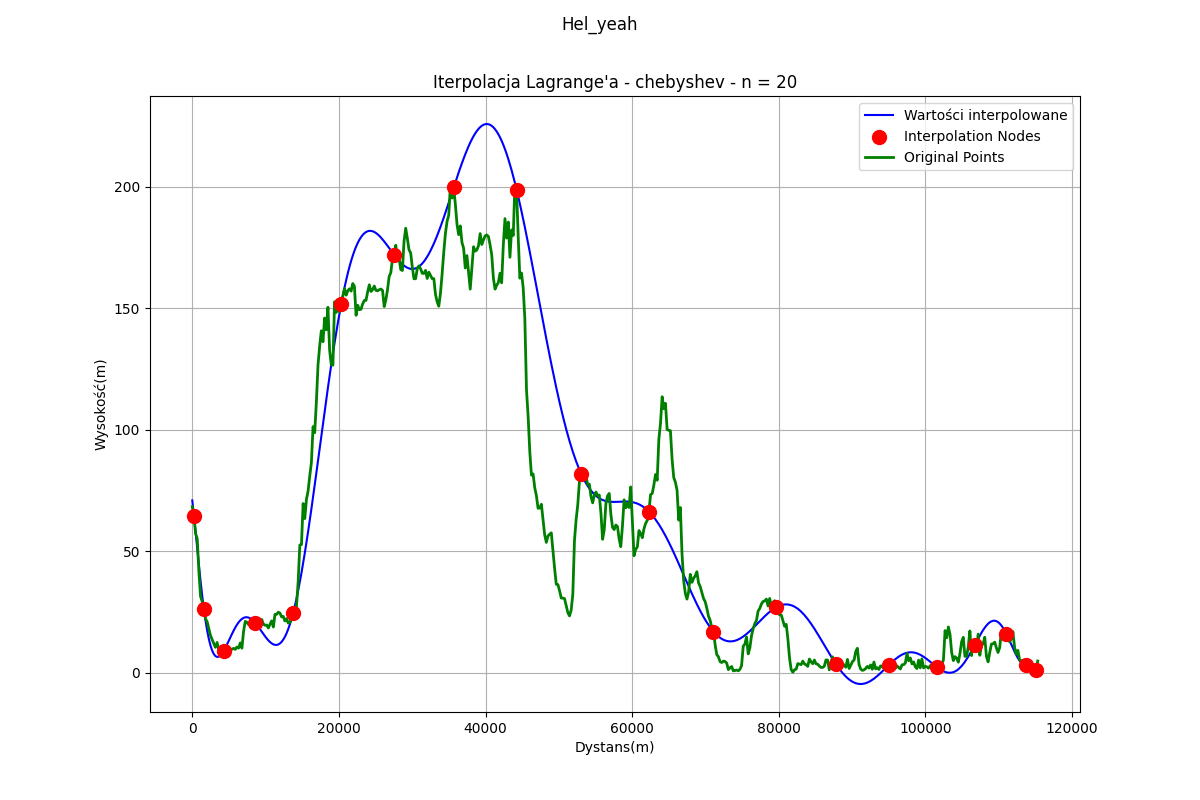 Hel_yeah
Iterpolacja Lagrange'a - chebyshev - n = 20
Wartości interpolowane
Interpolation Nodes
Original Points
200
150
100
50
0
Wysokość(m)
0 20000 40000 60000 80000 100000 120000
Dystans(m)